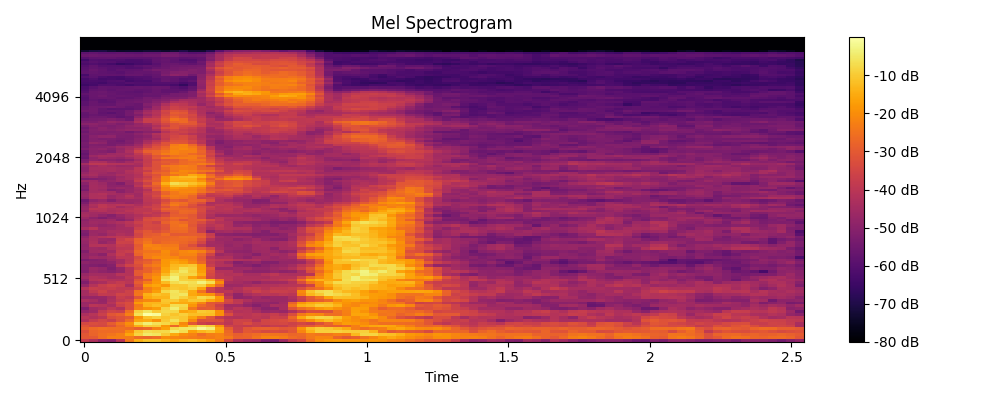 Mel Spectrogram
Hz
4096
2048
1024
512
0
0 0.5 1 1.5 2 2.5
Time
-10 dB
-20 dB
-30 dB
-40 dB
-50 dB
-60 dB
-70 dB
-80 dB